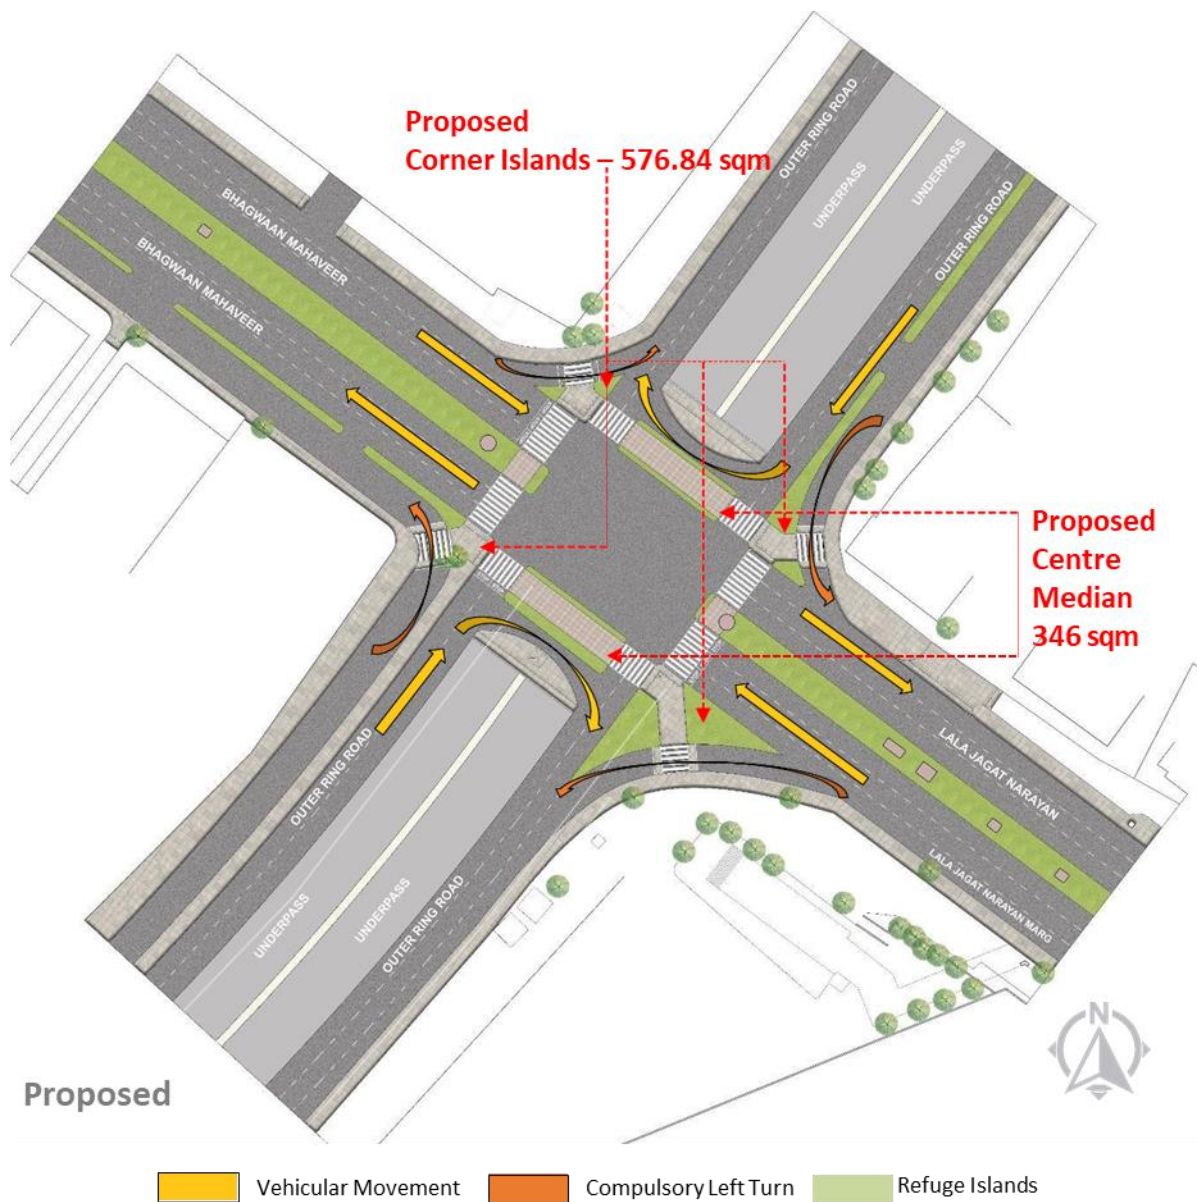 Proposed
Corner Islands – 576.84 sqm
OUTER RING ROAD
UNDERPASS
UNDERPASS
OUTER RING ROAD
BHAGWAAN MAHAVEER
BHAGWAAN MAHAVEER
Proposed
Centre
Median
346 sqm
OUTER RING ROAD
UNDERPASS
UNDERPASS
OUTER RING ROAD
LALA JAGAT NARAYAN
LALA JAGAT NARAYAN MARG
N
Proposed
Vehicular Movement
Compulsory Left Turn
Refuge Islands